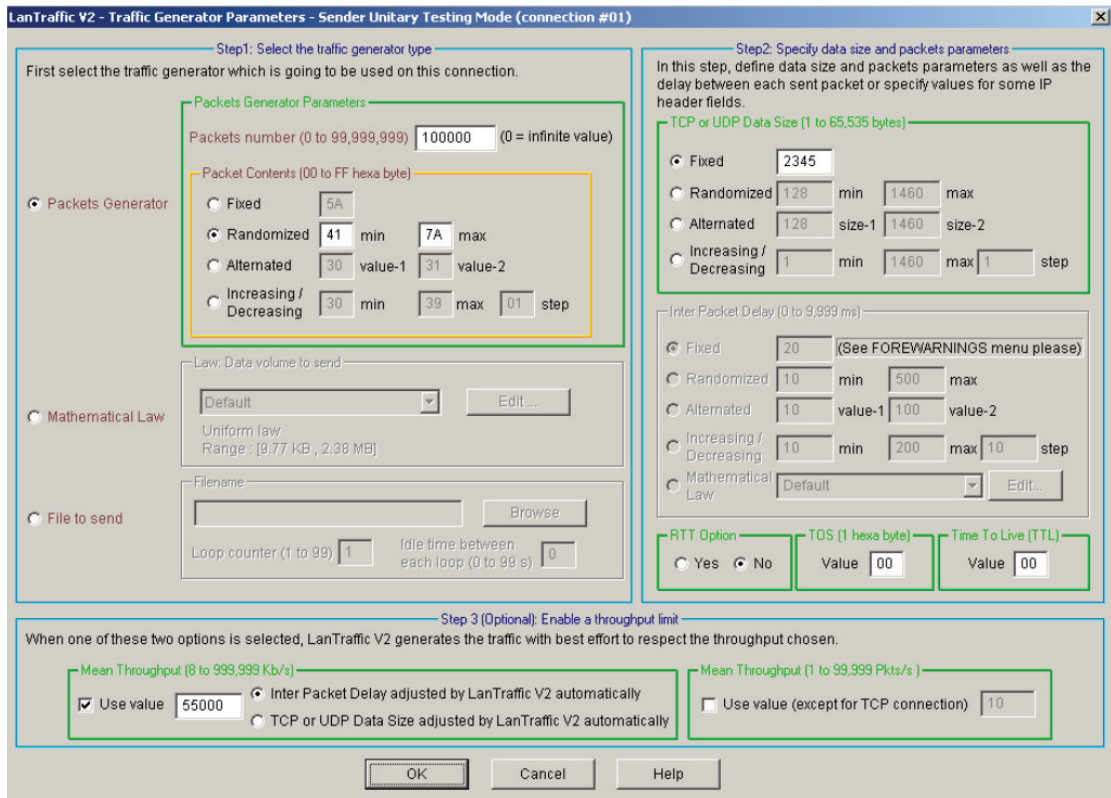 LanTraffic V2 - Traffic Generator Parameters - Sender Unitary Testing Mode (connection #01)
Step1: Select the traffic generator type
First select the traffic generator which is going to be used on this connection.
Packets Generator
Packets Generator Parameters
Packets number (0 to 99,999,999) 100000 (0 = infinite value)
Packet Contents (00 to FF hexa byte)
Fixed 5A
Randomized 41 min 7A max
Alternated 30 value-1 31 value-2
Increasing / Decreasing 30 min 39 max 01 step
Mathematical Law
Law: Data volume to send
Default Edit ...
Uniform law
Range : [9.77 KB , 2.38 MB]
File to send
Filename
Browse
Loop counter (1 to 99) 1 Idle time between each loop (0 to 99 s) 0
Step2: Specify data size and packets parameters
In this step, define data size and packets parameters as well as the
delay between each sent packet or specify values for some IP
header fields.
TCP or UDP Data Size (1 to 65,535 bytes)
Fixed 2345
Randomized 128 min 1460 max
Alternated 128 size-1 1460 size-2
Increasing / Decreasing 1 min 1460 max 1 step
Inter Packet Delay (0 to 9,999 ms)
Fixed 20 (See FOREWARNINGS menu please)
Randomized 10 min 500 max
Alternated 10 value-1 100 value-2
Increasing / Decreasing 10 min 200 max 10 step
Mathematical Law Default Edit...
RTT Option
Yes No
TOS (1 hexa byte)
Value 00
Time To Live (TTL)
Value 00
Step 3 (Optional): Enable a throughput limit
When one of these two options is selected, LanTraffic V2 generates the traffic with best effort to respect the throughput chosen.
Mean Throughput (8 to 999,999 Kb/s)
Use value 55000
Inter Packet Delay adjusted by LanTraffic V2 automatically
TCP or UDP Data Size adjusted by LanTraffic V2 automatically
Mean Throughput (1 to 99,999 Pkts/s )
Use value (except for TCP connection) 10
OK Cancel Help